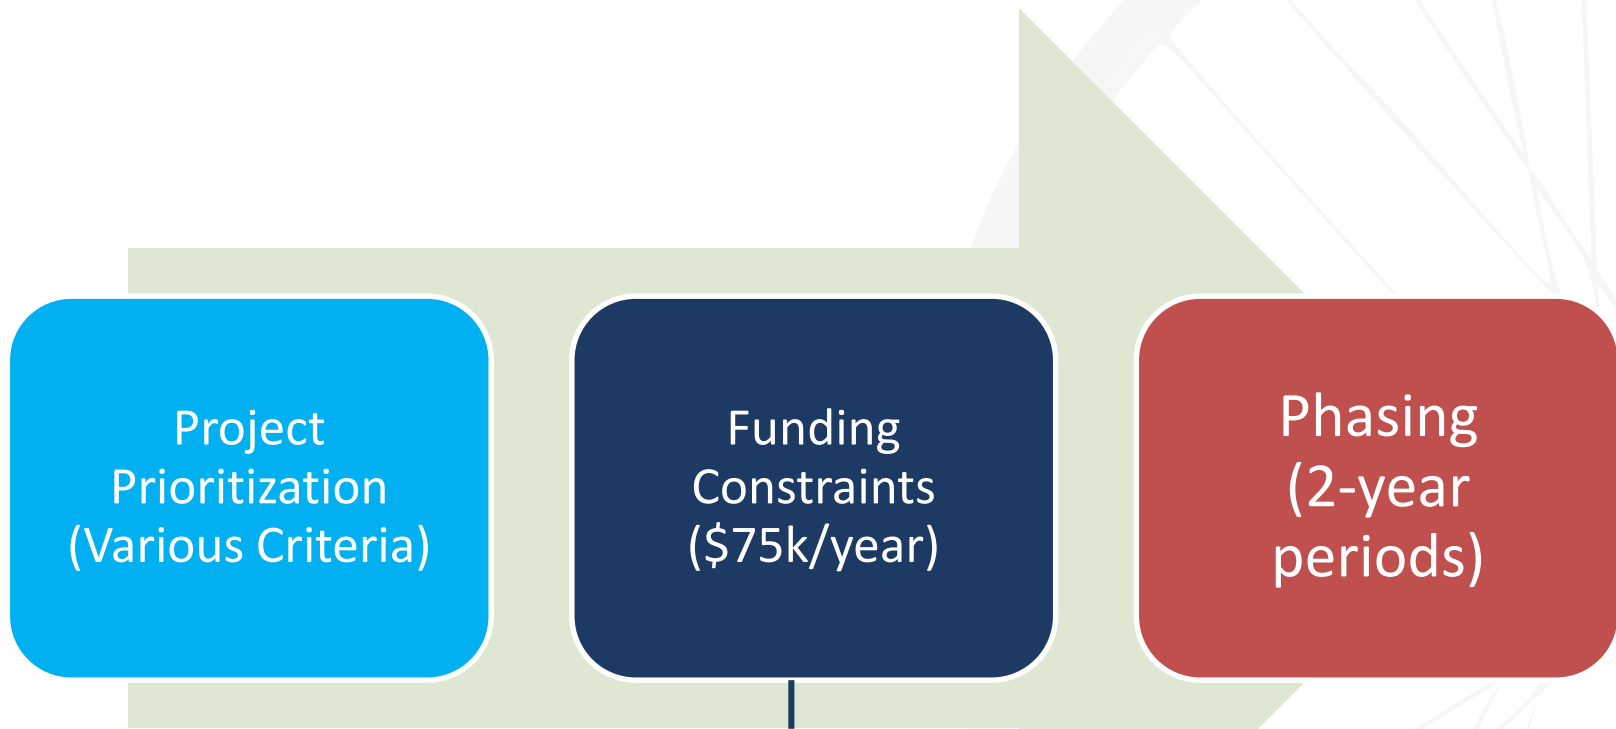 Project
Prioritization
(Various Criteria)
Funding
Constraints
($75k/year)
Phasing
(2-year
periods)